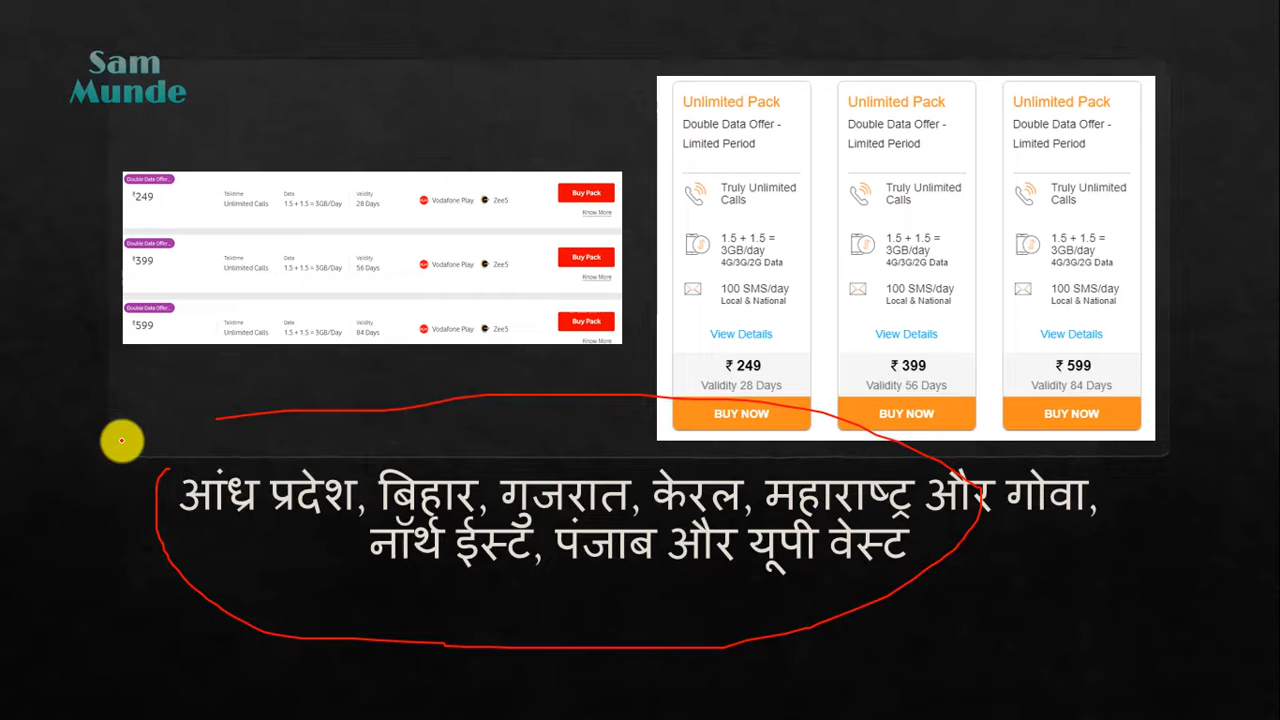 Sam
Munde
Double Data Offer...
₹249
Talktime
Unlimited Calls
Data
1.5 + 1.5 = 3GB/Day
Validity
28 Days
Vodafone Play
Zee5
Buy Pack
Know More
Double Data Offer...
₹399
Talktime
Unlimited Calls
Data
1.5 + 1.5 = 3GB/Day
Validity
56 Days
Vodafone Play
Zee5
Buy Pack
Know More
Double Data Offer...
₹599
Talktime
Unlimited Calls
Data
1.5 + 1.5 = 3GB/Day
Validity
84 Days
Vodafone Play
Zee5
Buy Pack
Know More
Unlimited Pack
Double Data Offer -
Limited Period
Truly Unlimited
Calls
1.5 + 1.5 =
3GB/day
4G/3G/2G Data
100 SMS/day
Local & National
View Details
₹ 249
Validity 28 Days
BUY NOW
Unlimited Pack
Double Data Offer -
Limited Period
Truly Unlimited
Calls
1.5 + 1.5 =
3GB/day
4G/3G/2G Data
100 SMS/day
Local & National
View Details
₹ 399
Validity 56 Days
BUY NOW
Unlimited Pack
Double Data Offer -
Limited Period
Truly Unlimited
Calls
1.5 + 1.5 =
3GB/day
4G/3G/2G Data
100 SMS/day
Local & National
View Details
₹ 599
Validity 84 Days
BUY NOW
आंध्र प्रदेश, बिहार, गुजरात, केरल, महाराष्ट्र और गोवा,
नॉर्थ ईस्ट, पंजाब और यूपी वेस्ट